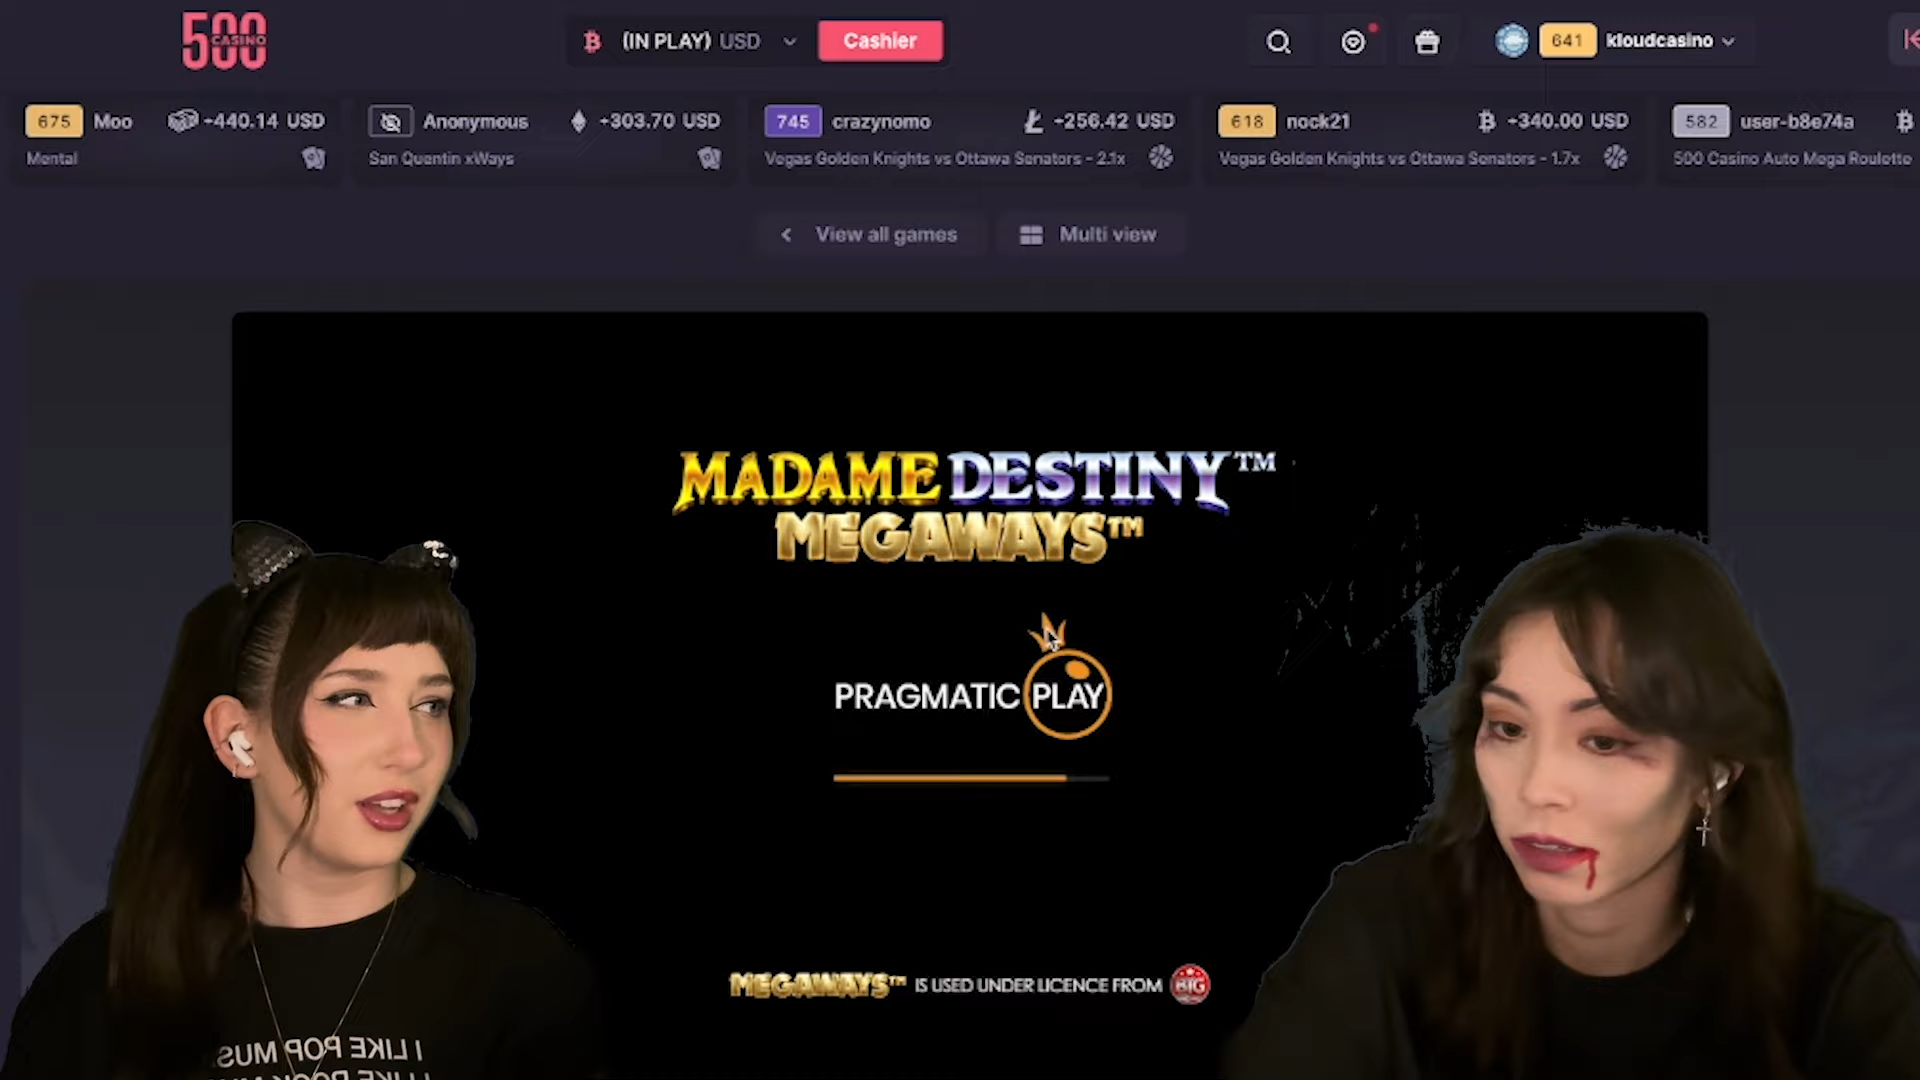 500
CASINO
(IN PLAY) USD
Cashier
641 kloudcasino
675 Moo +440.14 USD
Mental
Anonymous +303.70 USD
San Quentin xWays
745 crazynomo +256.42 USD
Vegas Golden Knights vs Ottawa Senators - 2.1x
618 nock21 +340.00 USD
Vegas Golden Knights vs Ottawa Senators - 1.7x
582 user-b8e74a
500 Casino Auto Mega Roulette
View all games
Multi view
MADAME DESTINY™
MEGAWAYS™
PRAGMATIC PLAY
MEGAWAYS™ IS USED UNDER LICENCE FROM BIG
I LIKE POP MUS